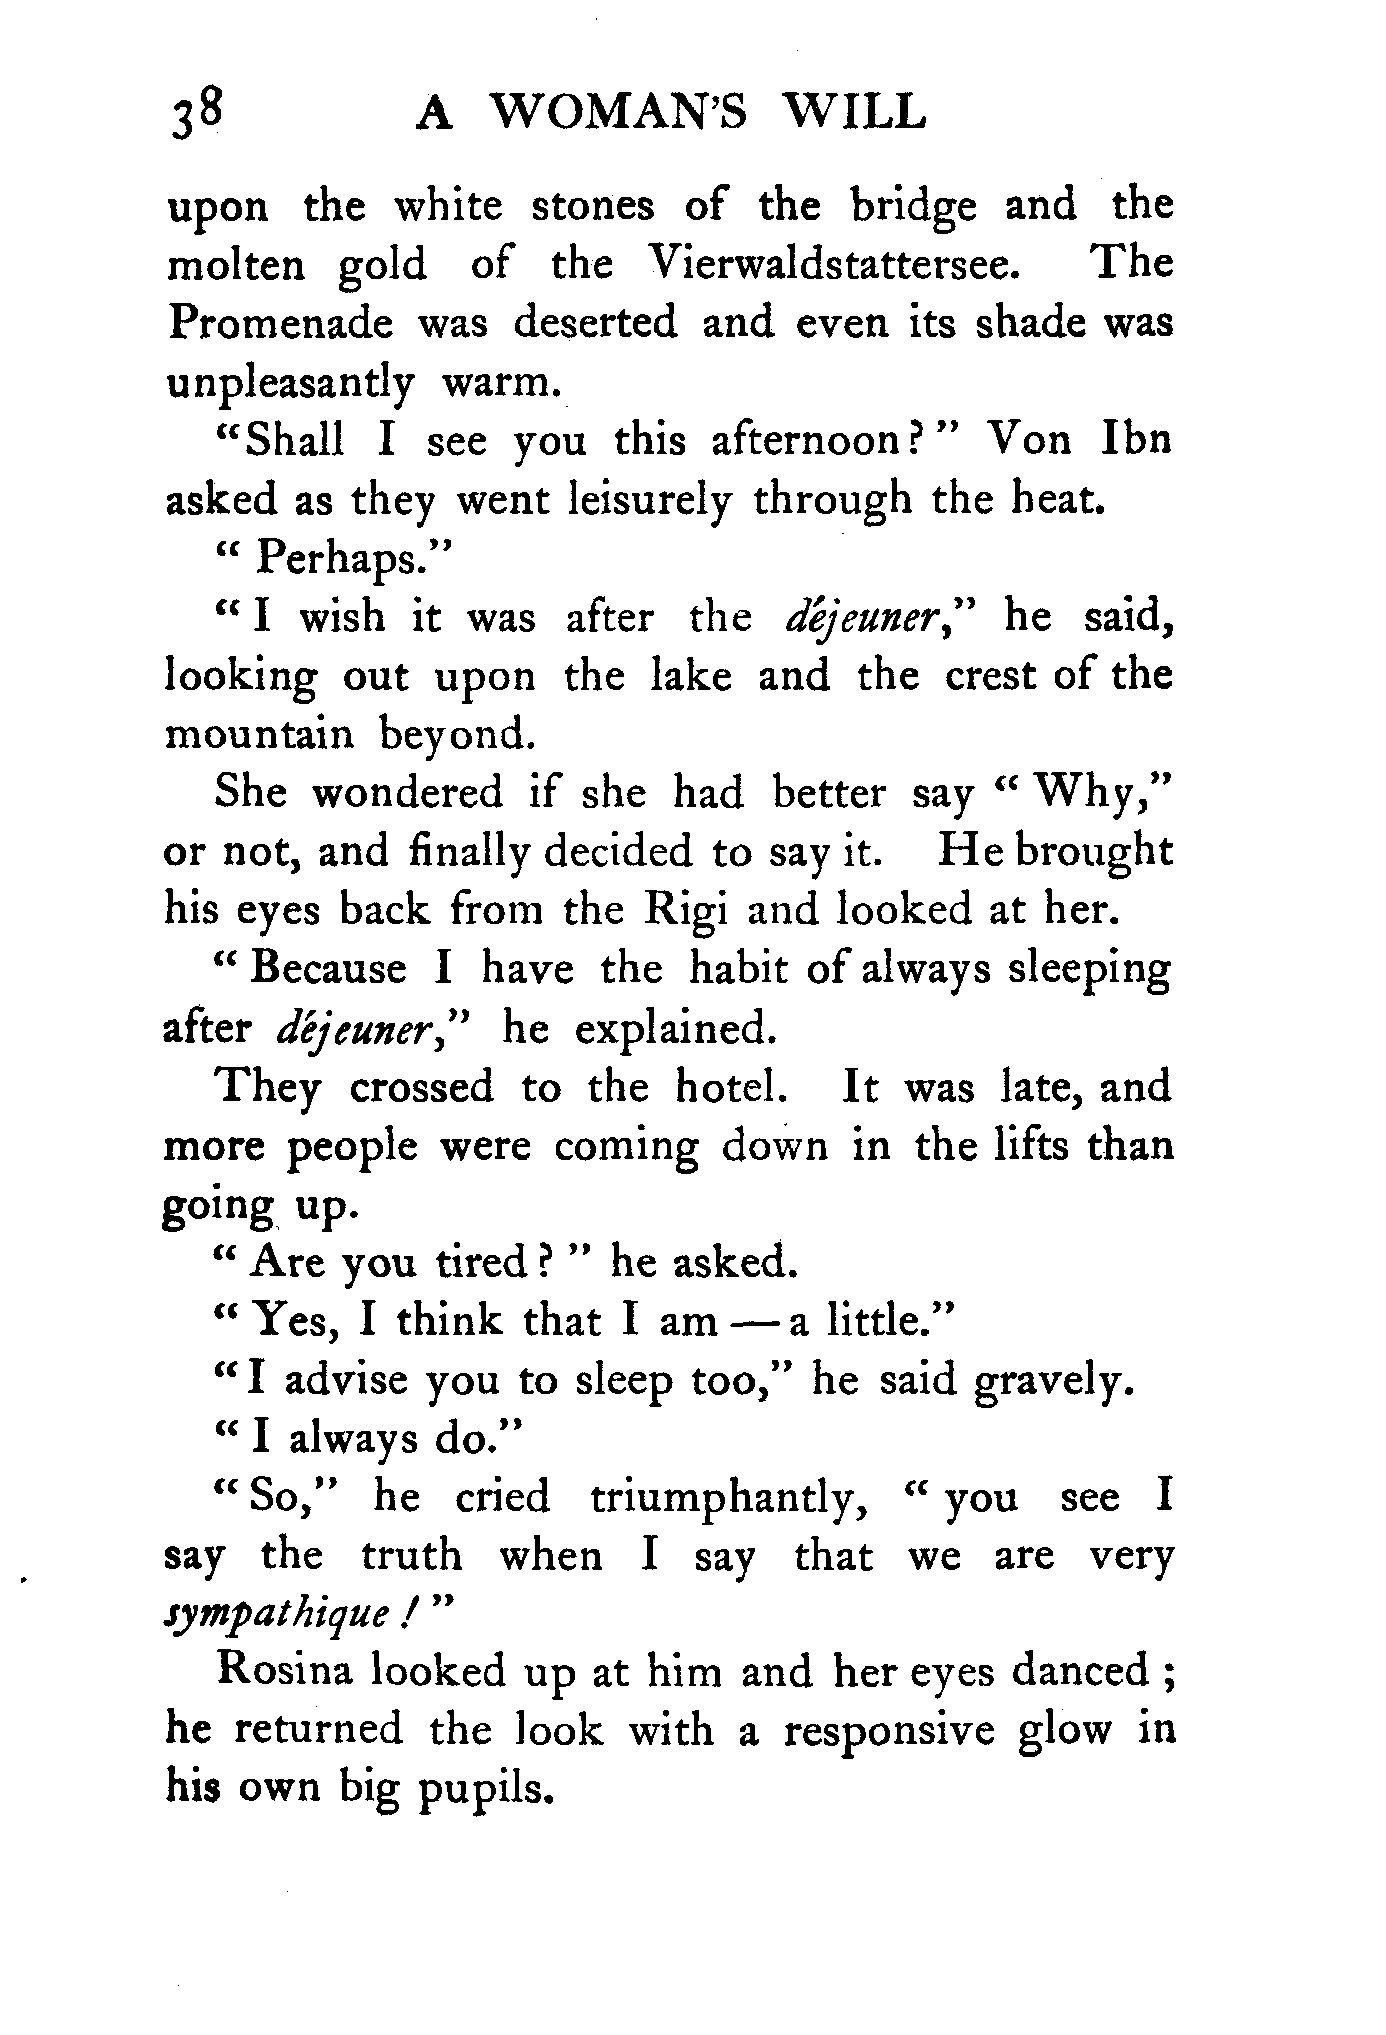 38 A WOMAN'S WILL
upon the white stones of the bridge and the
molten gold of the Vierwaldstattersee. The
Promenade was deserted and even its shade was
unpleasantly warm.
"Shall I see you this afternoon?" Von Ibn
asked as they went leisurely through the heat.
"Perhaps."
"I wish it was after the déjeuner," he said,
looking out upon the lake and the crest of the
mountain beyond.
She wondered if she had better say "Why,"
or not, and finally decided to say it. He brought
his eyes back from the Rigi and looked at her.
"Because I have the habit of always sleeping
after déjeuner," he explained.
They crossed to the hotel. It was late, and
more people were coming down in the lifts than
going up.
"Are you tired?" he asked.
"Yes, I think that I am — a little."
"I advise you to sleep too," he said gravely.
"I always do."
"So," he cried triumphantly, "you see I
say the truth when I say that we are very
sympathique!"
Rosina looked up at him and her eyes danced;
he returned the look with a responsive glow in
his own big pupils.